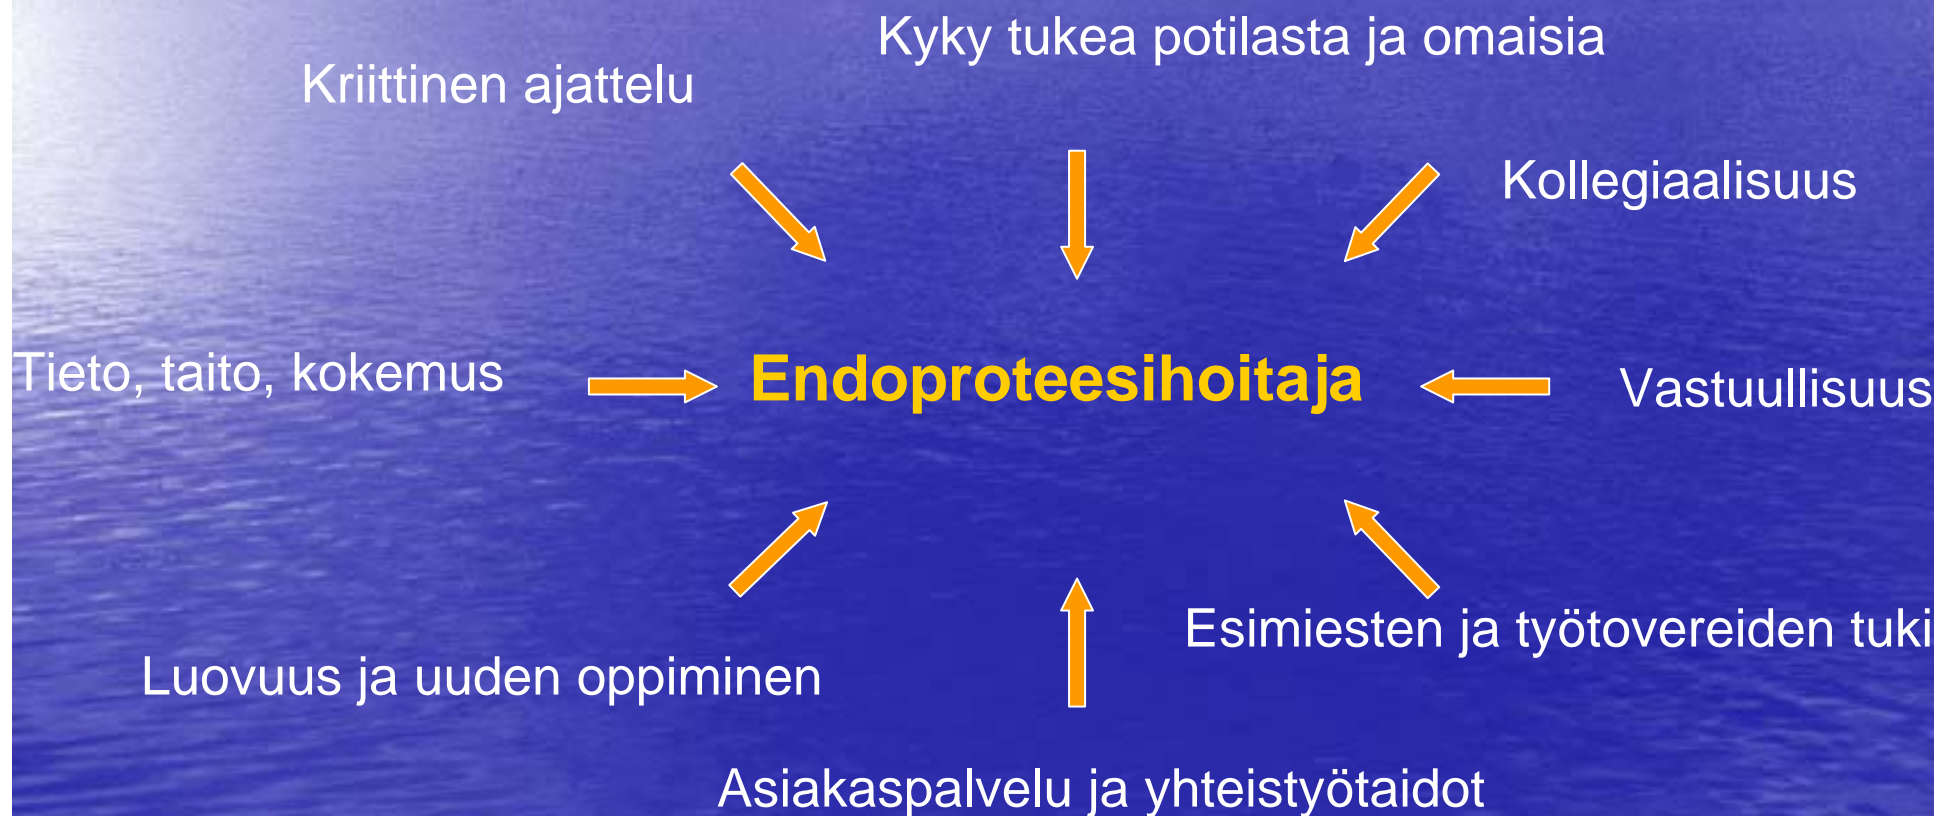 Kyky tukea potilasta ja omaisia
Kriittinen ajattelu
Kollegiaalisuus
Tieto, taito, kokemus
Endoproteesihoitaja
Vastuullisuus
Esimiesten ja työtovereiden tuki
Luovuus ja uuden oppiminen
Asiakaspalvelu ja yhteistyötaidot